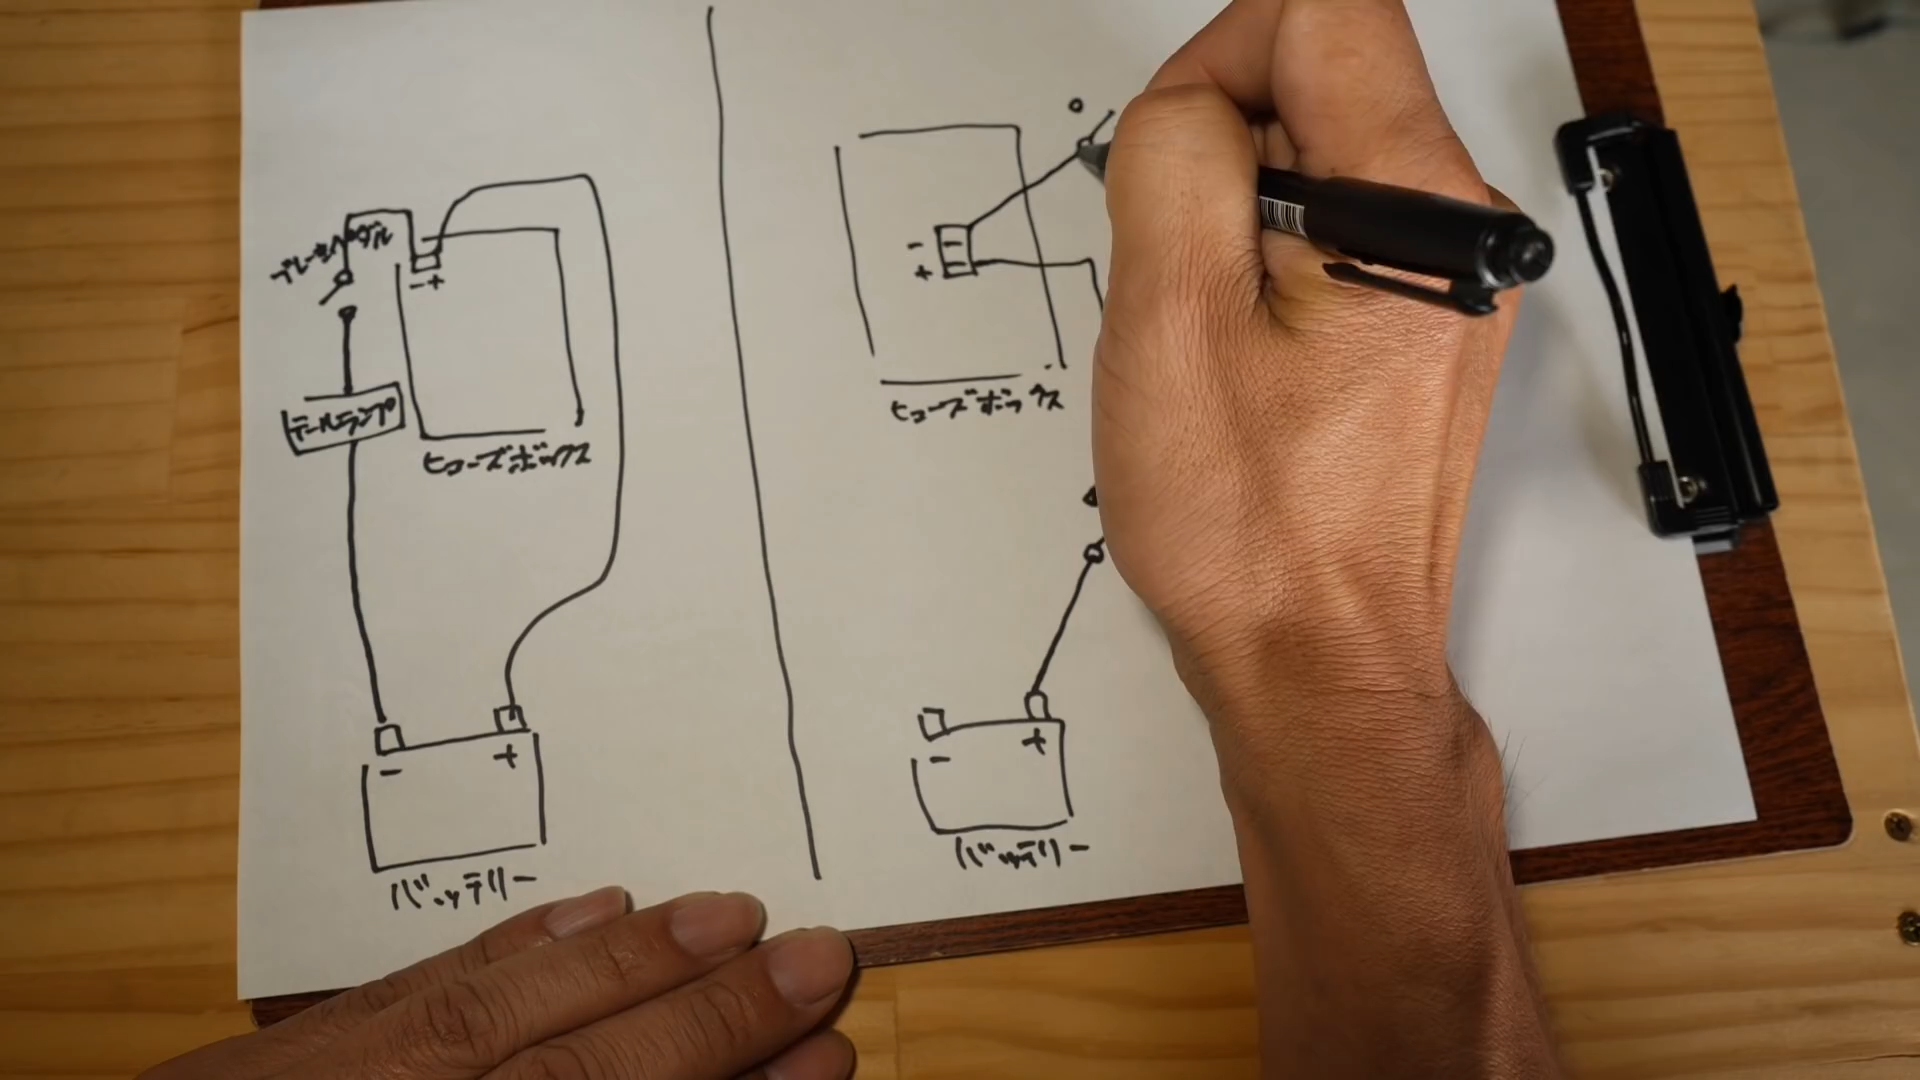 ブレーキペダル
- +
テールランプ
ヒューズボックス
- +
バッテリー
-
+
ヒューズボックス
- +
バッテリー